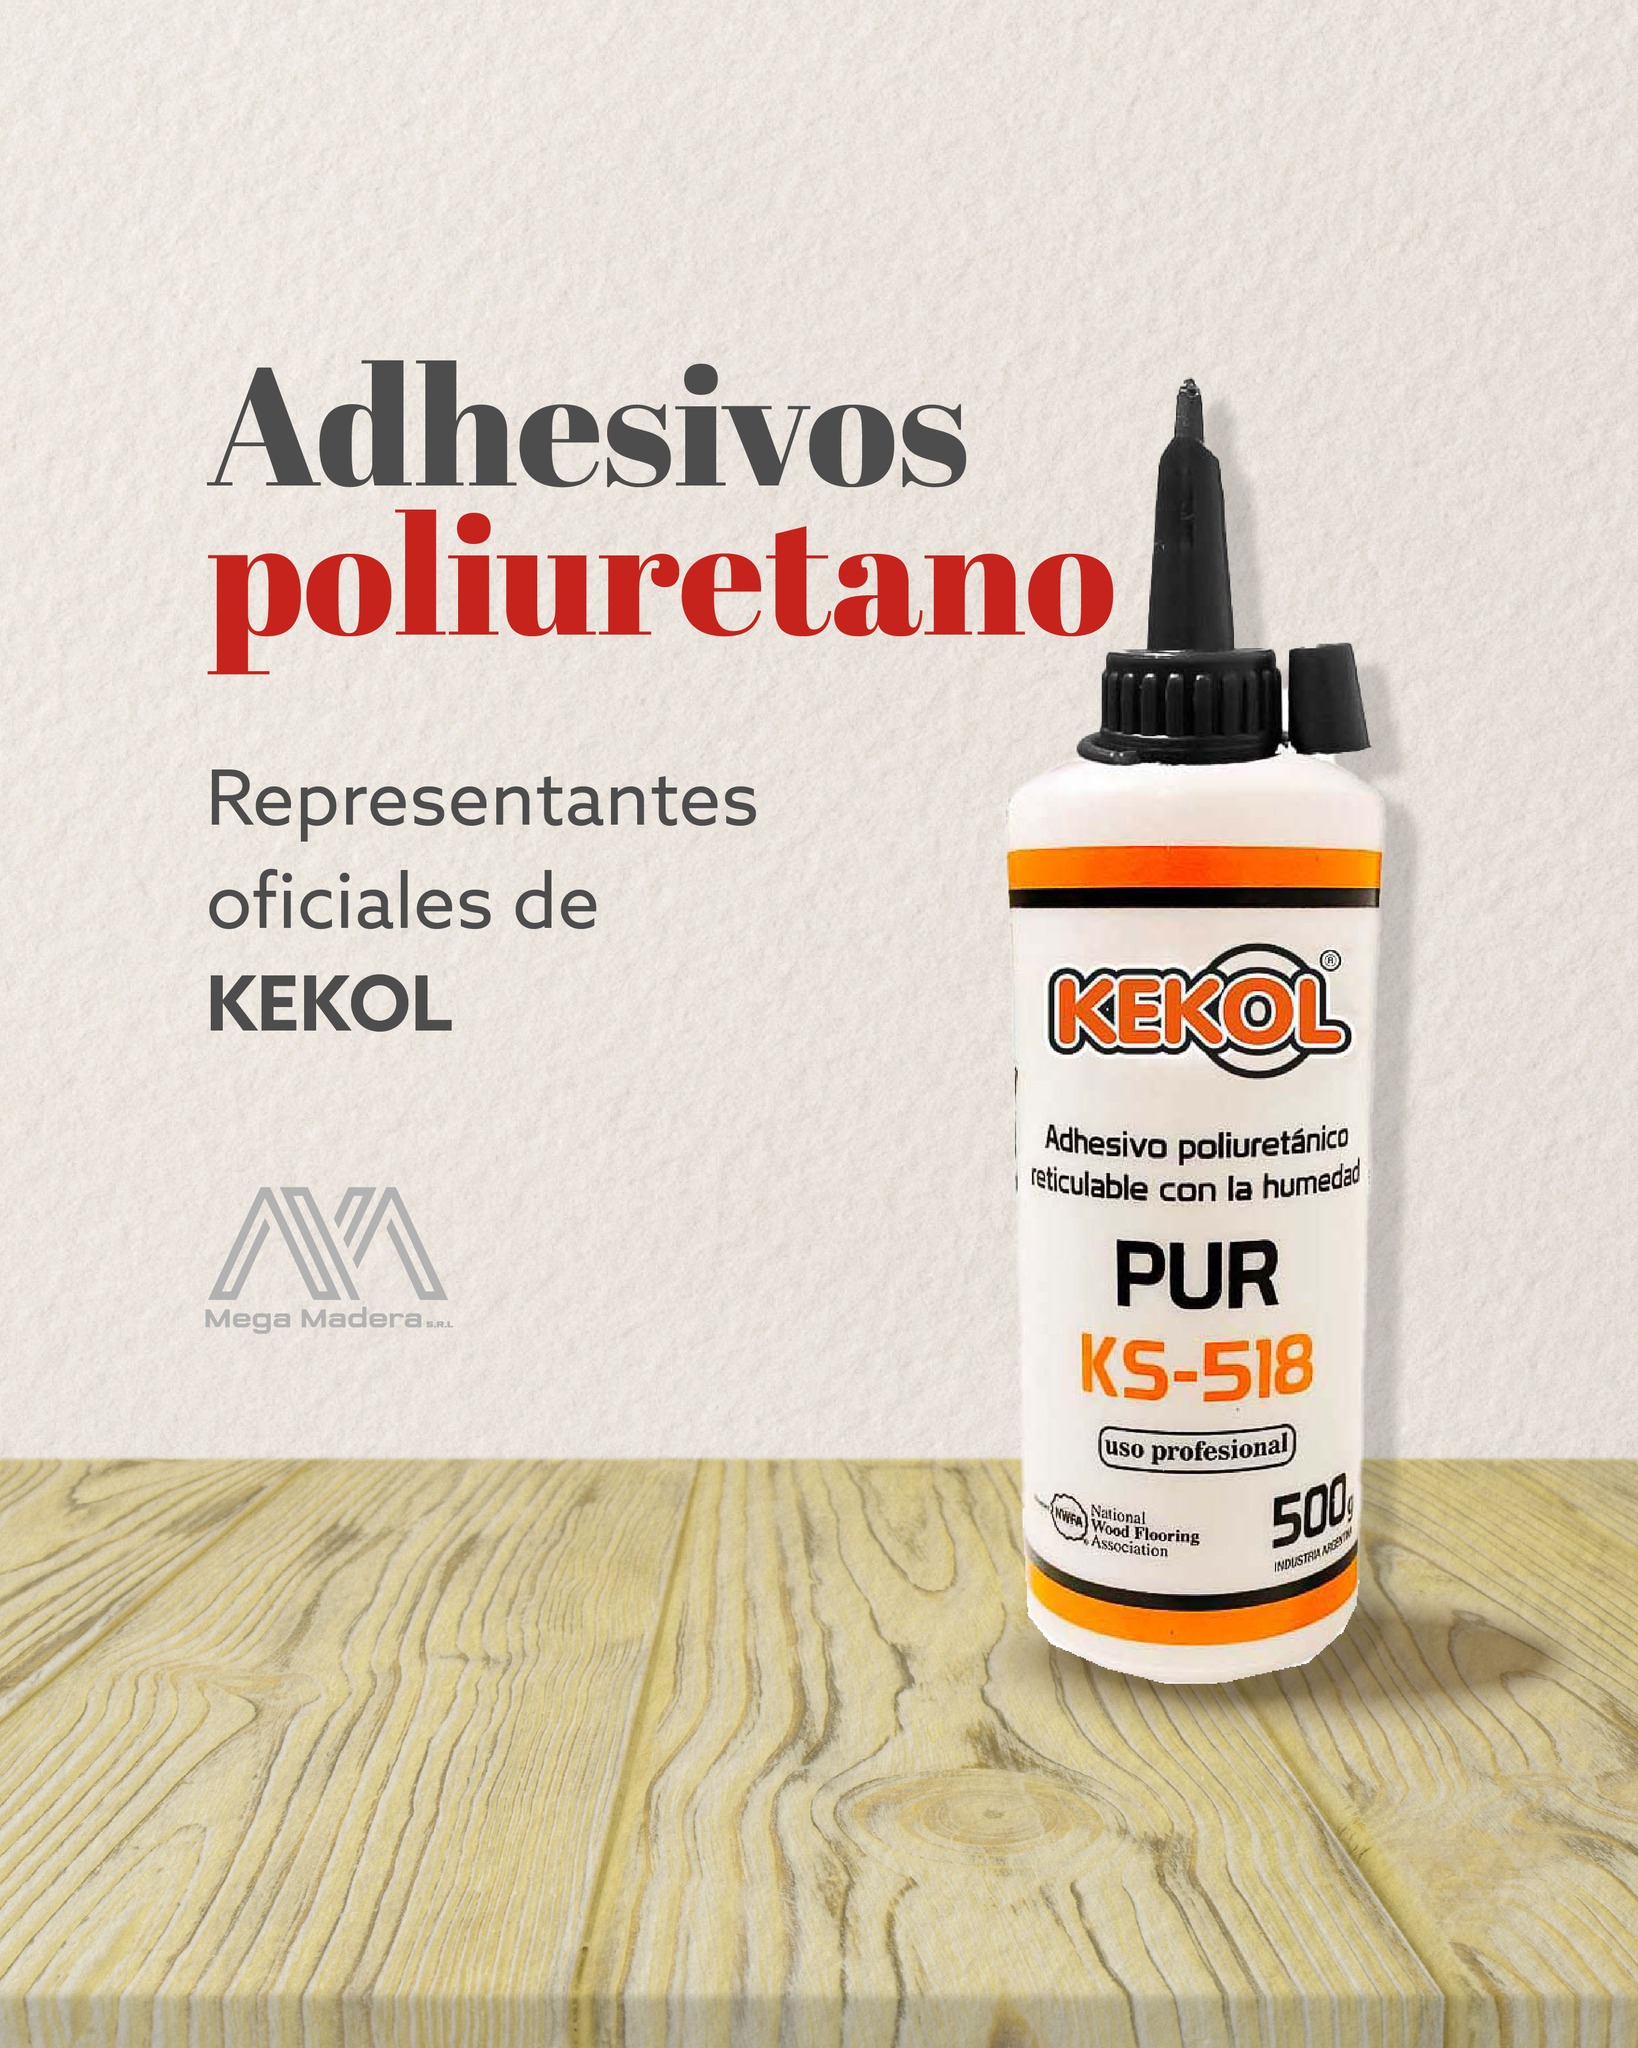 Adhesivos
poliuretano
Representantes
oficiales de
KEKOL
Mega Madera S.R.L
KEKOL®
Adhesivo poliuretánico
reticulable con la humedad
PUR
KS-518
uso profesional
NWFA
National
Wood Flooring
Association
500g
INDUSTRIA ARGENTINA